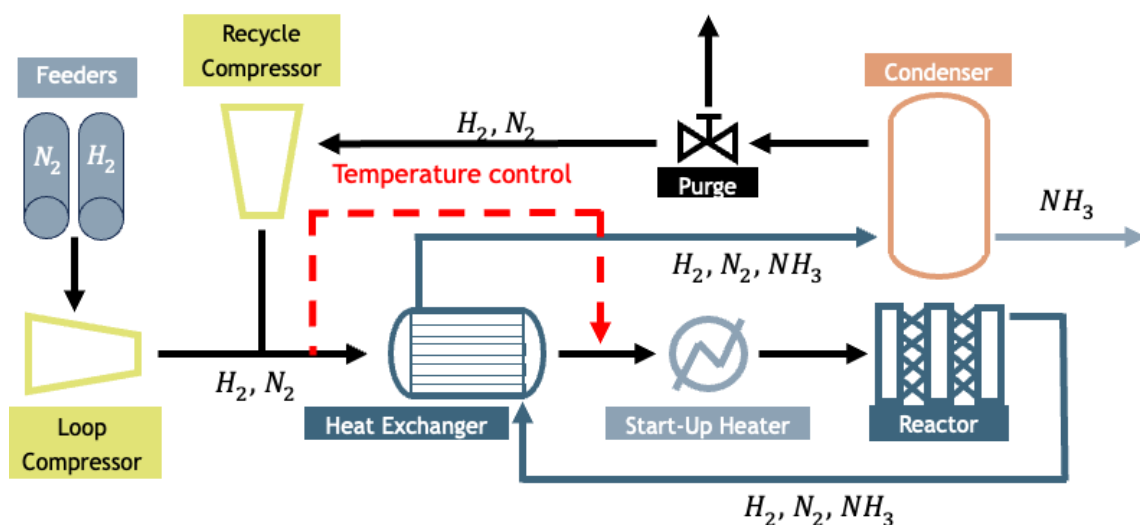 Recycle
Compressor
Feeders
Condenser
N₂
H₂
H₂, N₂
Purge
Temperature control
NH₃
H₂, N₂, NH₃
H₂, N₂
Loop
Compressor
Heat Exchanger
Start-Up Heater
Reactor
H₂, N₂, NH₃